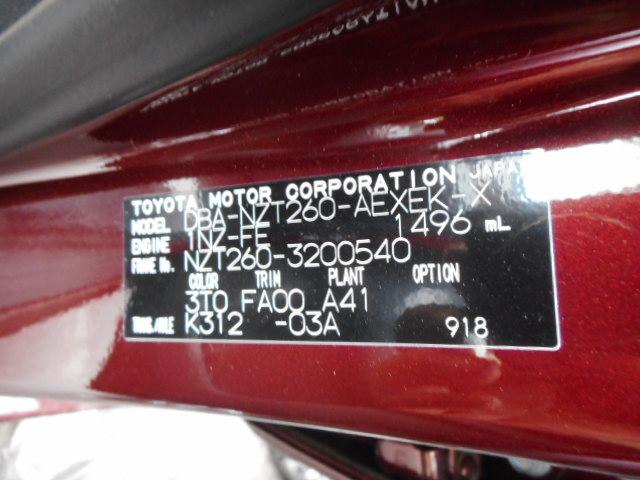 TOYOTA MOTOR CORPORATION JAPAN
MODEL DBA-NZT260-AEXEK-X
ENGINE 1NZ-FE 1496 mL
FRAME No. NZT260-3200540
COLOR TRIM PLANT OPTION
3T0 FA00 A41
TRANS./AXLE K312 -03A 918